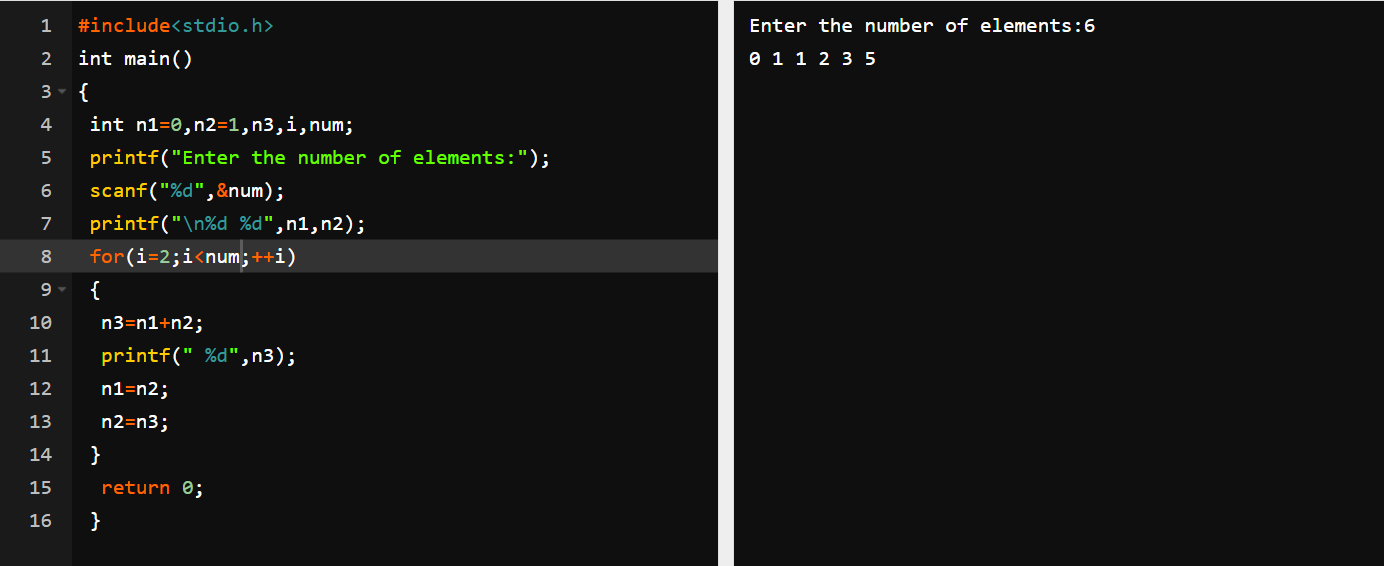 1 #include<stdio.h>
2 int main()
3 {
4 int n1=0,n2=1,n3,i,num;
5 printf("Enter the number of elements:");
6 scanf("%d",&num);
7 printf("\n%d %d",n1,n2);
8 for(i=2;i<num;++i)
9 {
10 n3=n1+n2;
11 printf(" %d",n3);
12 n1=n2;
13 n2=n3;
14 }
15 return 0;
16 }
Enter the number of elements:6
0 1 1 2 3 5